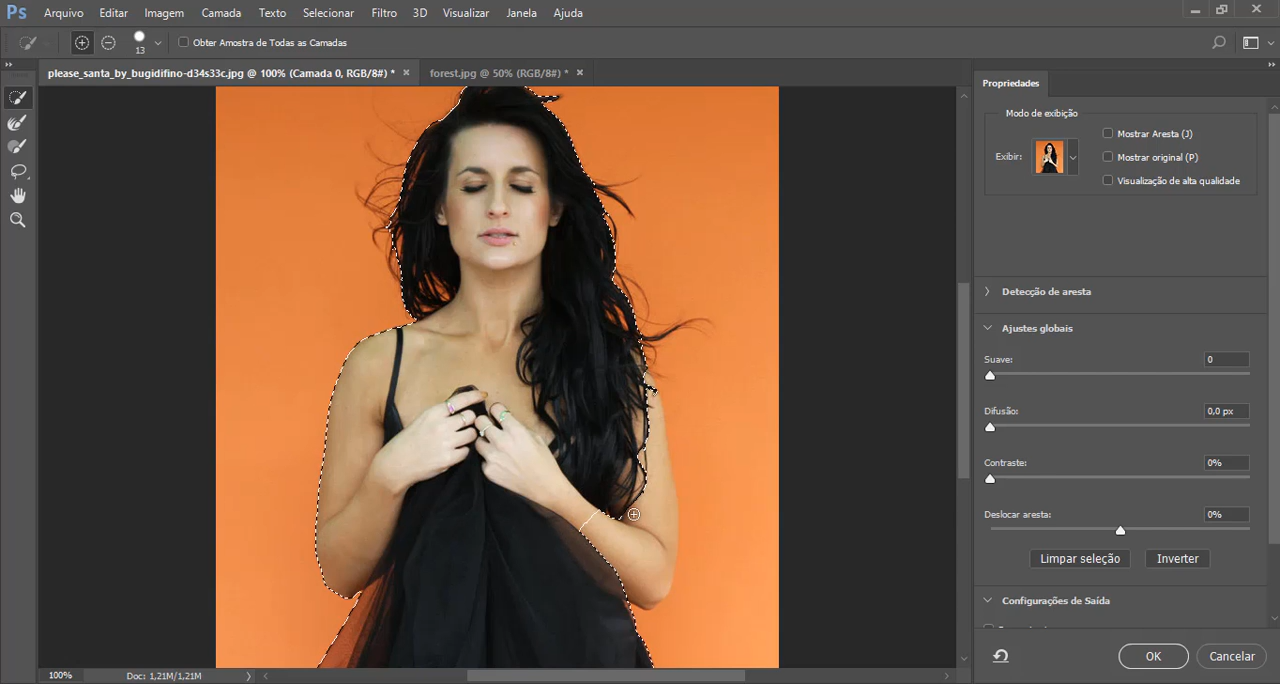 Ps Arquivo Editar Imagem Camada Texto Selecionar Filtro 3D Visualizar Janela Ajuda
13 Obter Amostra de Todas as Camadas
please_santa_by_bugidifino-d34s33c.jpg @ 100% (Camada 0, RGB/8#) * × forest.jpg @ 50% (RGB/8#) * ×
Propriedades
Modo de exibição
Exibir:
Mostrar Aresta (J)
Mostrar original (P)
Visualização de alta qualidade
Detecção de aresta
Ajustes globais
Suave: 0
Difusão: 0,0 px
Contraste: 0%
Deslocar aresta: 0%
Limpar seleção Inverter
Configurações de Saída
OK Cancelar
100% Doc: 1,21M/1,21M